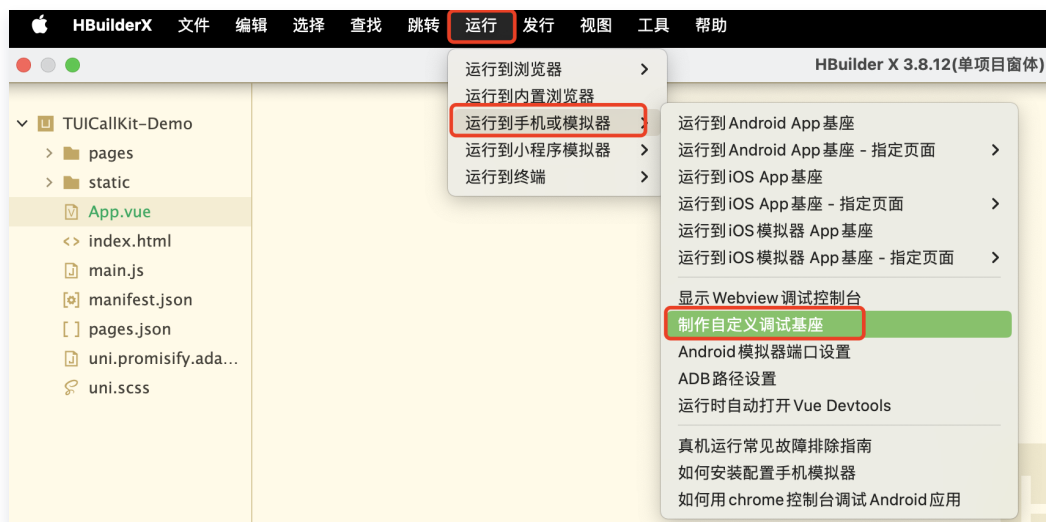 HBuilderX 文件 编辑 选择 查找 跳转 运行 发行 视图 工具 帮助
HBuilder X 3.8.12(单项目窗体)
TUICallKit-Demo
pages
static
App.vue
index.html
main.js
manifest.json
pages.json
uni.promisify.ada...
uni.scss
运行到浏览器
运行到内置浏览器
运行到手机或模拟器
运行到小程序模拟器
运行到终端
运行到Android App基座
运行到Android App基座 - 指定页面
运行到iOS App基座
运行到iOS App基座 - 指定页面
运行到iOS模拟器 App基座
运行到iOS模拟器 App基座 - 指定页面
显示Webview调试控制台
制作自定义调试基座
Android模拟器端口设置
ADB路径设置
运行时自动打开Vue Devtools
真机运行常见故障排除指南
如何安装配置手机模拟器
如何用chrome控制台调试Android应用